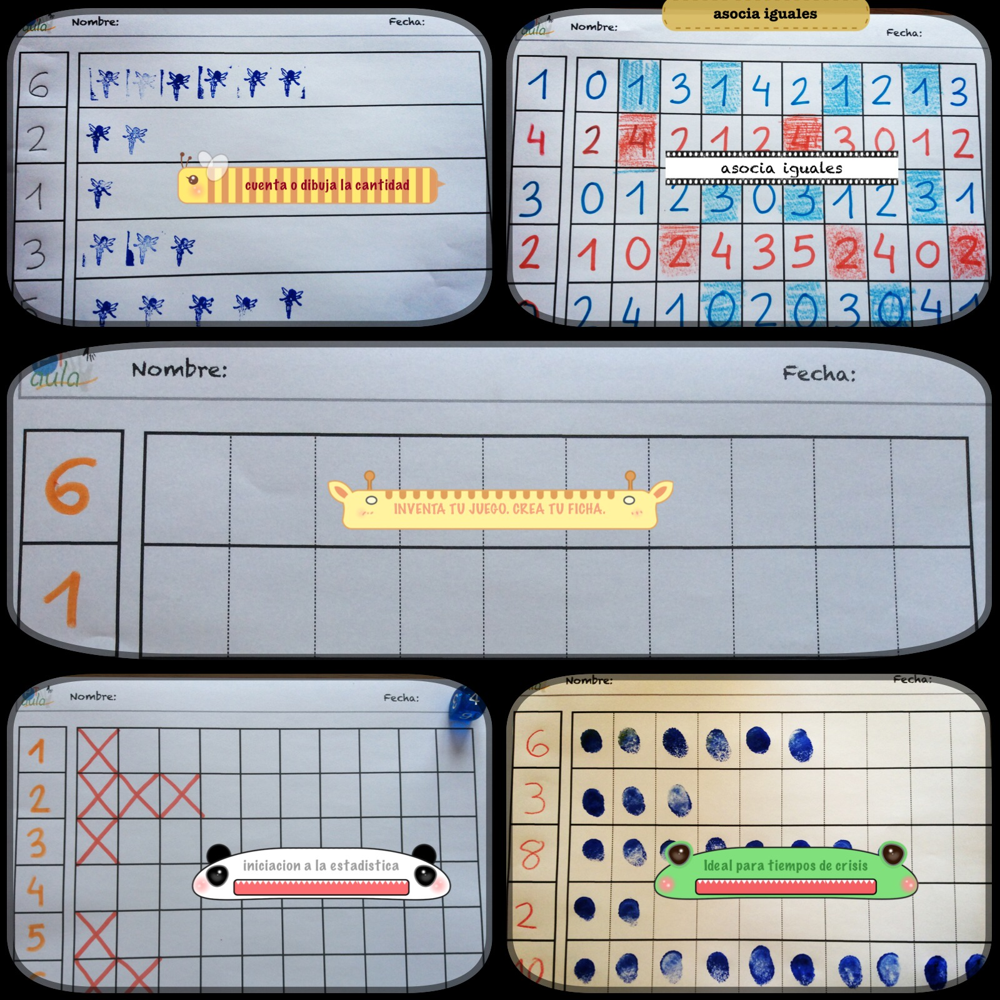 aula Nombre: Fecha:
6
2
1
cuenta o dibuja la cantidad
3
asocia iguales
aula Nombre: Fecha:
1 0 1 3 1 4 2 1 2 1 3
4 2 4 2 1 2 4 3 0 1 2
asocia iguales
3 0 1 2 3 0 3 1 2 3 1
2 1 0 2 4 3 5 2 4 0 2
0 2 4 1 0 2 0 3 0 4 1
aula Nombre: Fecha:
6
INVENTA TU JUEGO. CREA TU FICHA.
1
aula Nombre: Fecha:
4
1
2
3
iniciacion a la estadistica
4
5
Nombre: Fecha:
6
3
8
Ideal para tiempos de crisis
2
10